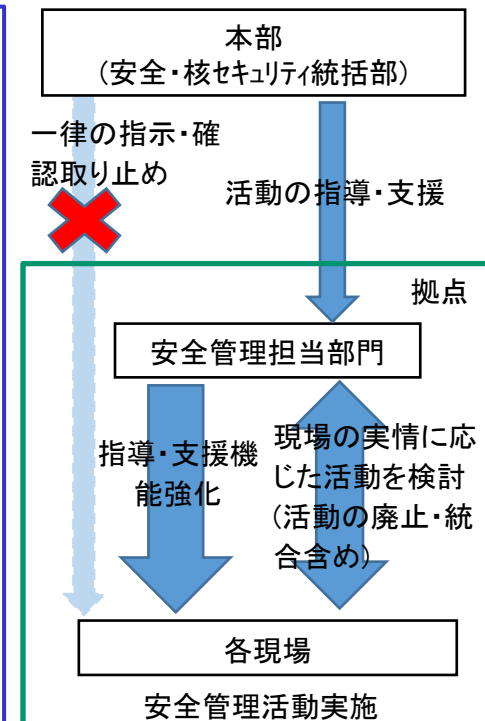 本部
(安全・核セキュリティ統括部)
一律の指示・確
認取り止め
活動の指導・支援
拠点
安全管理担当部門
指導・支援機
能強化
現場の実情に応
じた活動を検討
(活動の廃止・統
合含め)
各現場
安全管理活動実施